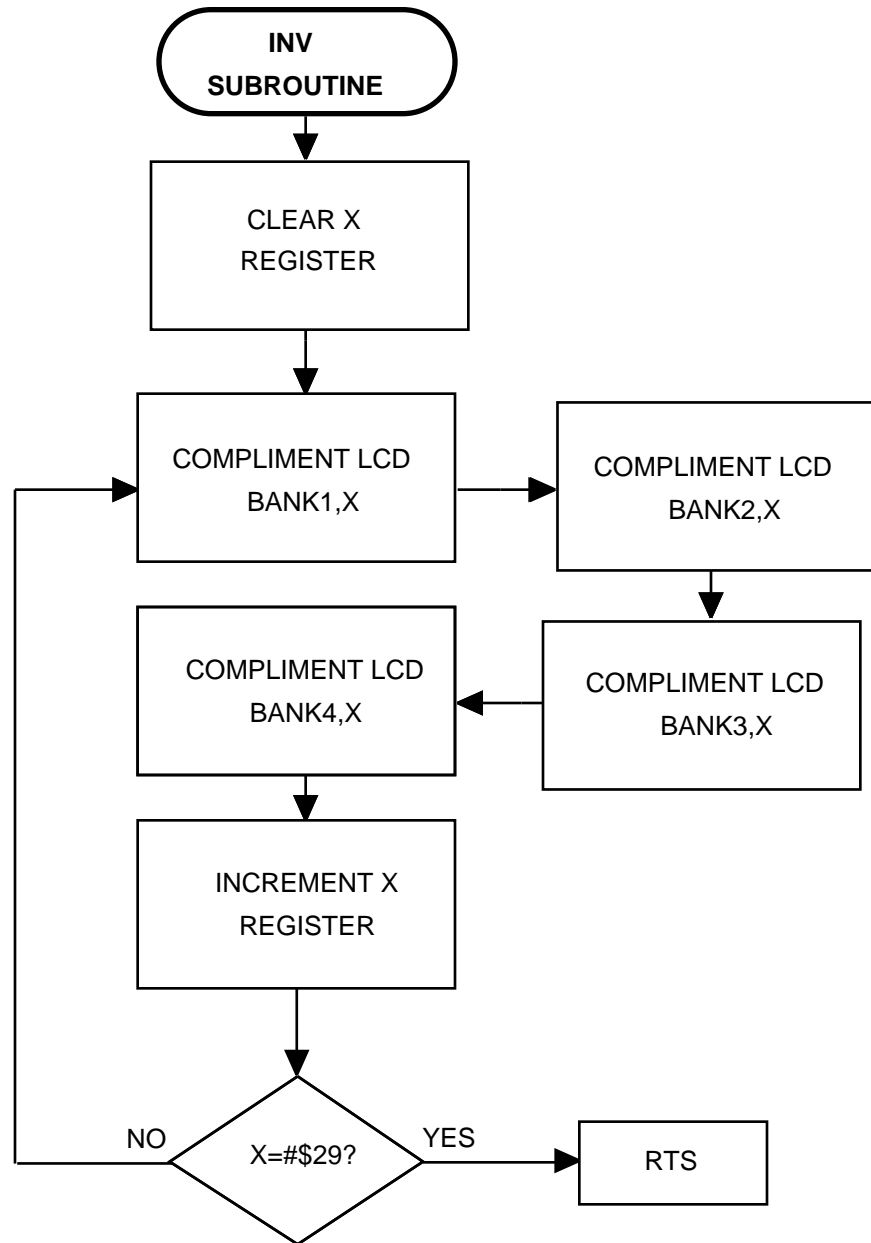 INV
SUBROUTINE
CLEAR X
REGISTER
COMPLIMENT LCD
BANK1,X
COMPLIMENT LCD
BANK2,X
COMPLIMENT LCD
BANK3,X
COMPLIMENT LCD
BANK4,X
INCREMENT X
REGISTER
X=#$29?
NO
YES
RTS